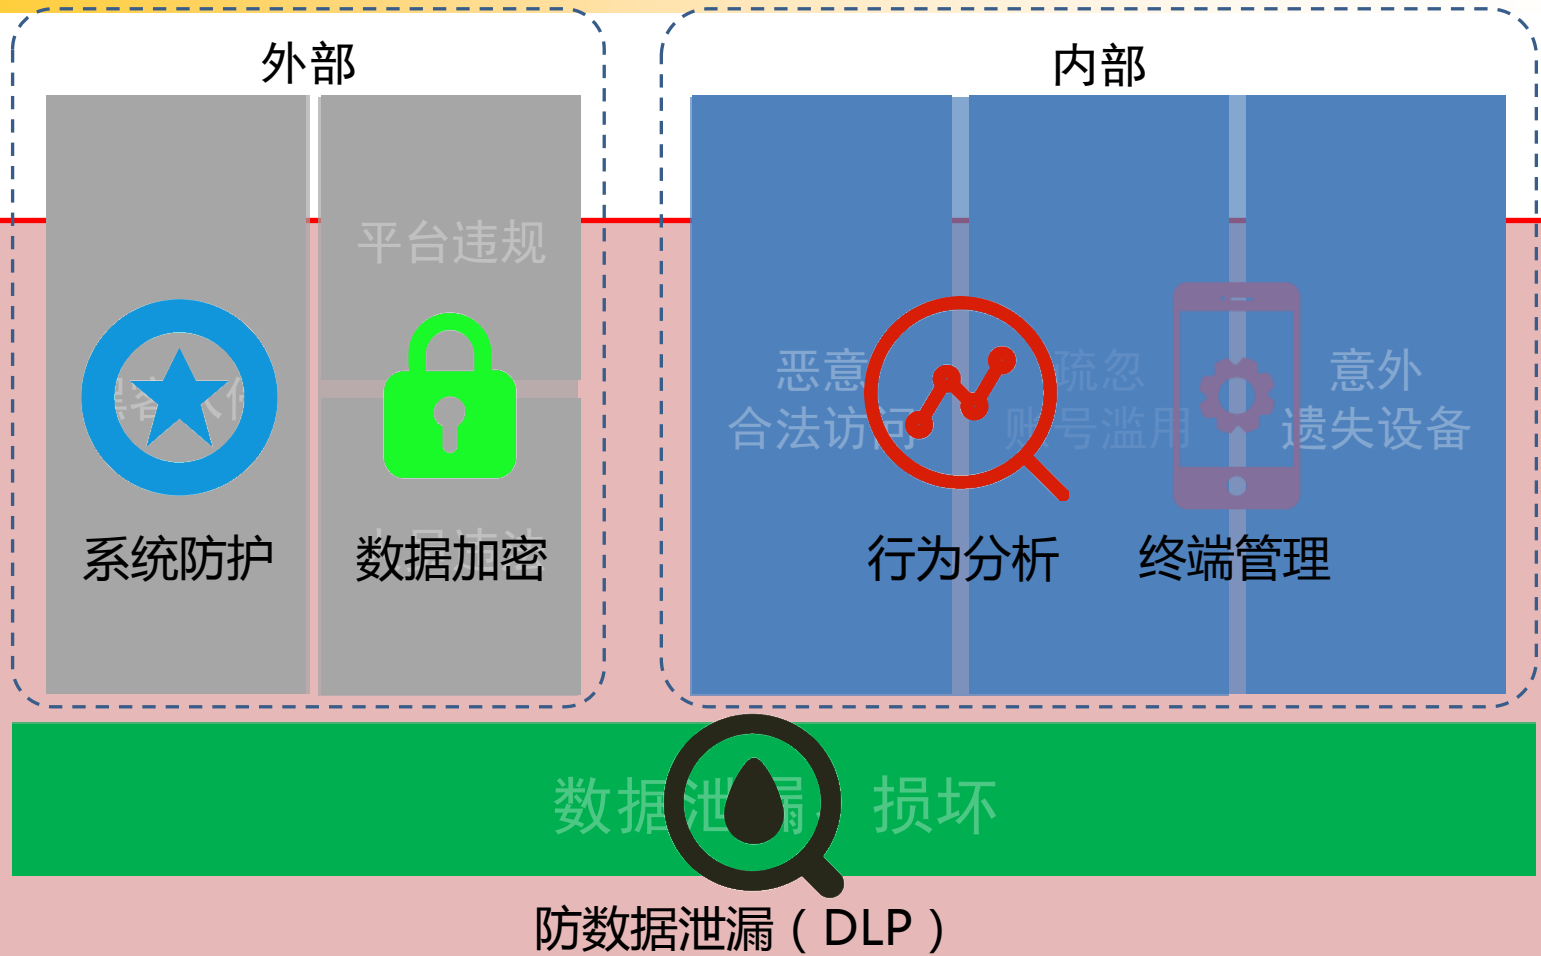 外部
内部
平台违规
恶意
疏忽
意外
合法访问
账号滥用
遗失设备
系统防护
数据加密
行为分析
终端管理
数据泄漏、损坏
防数据泄漏（DLP）